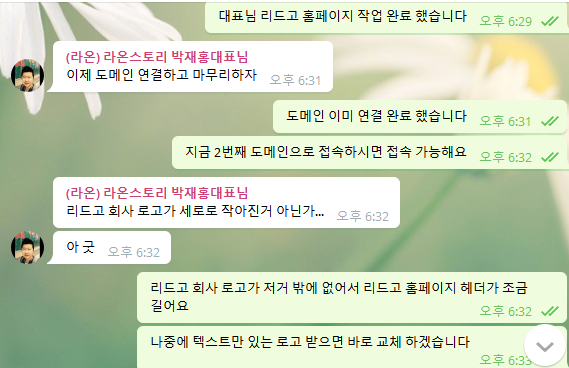 대표님 리드고 홈페이지 작업 완료 했습니다 오후 6:29
(라온) 라온스토리 박재홍대표님
이제 도메인 연결하고 마무리하자 오후 6:31
도메인 이미 연결 완료 했습니다 오후 6:31
지금 2번째 도메인으로 접속하시면 접속 가능해요 오후 6:32
(라온) 라온스토리 박재홍대표님
리드고 회사 로고가 세로로 작아진거 아닌가... 오후 6:32
아 굿 오후 6:32
리드고 회사 로고가 저거 밖에 없어서 리드고 홈페이지 헤더가 조금
길어요 오후 6:32
나중에 텍스트만 있는 로고 받으면 바로 교체 하겠습니다
오후 6:33